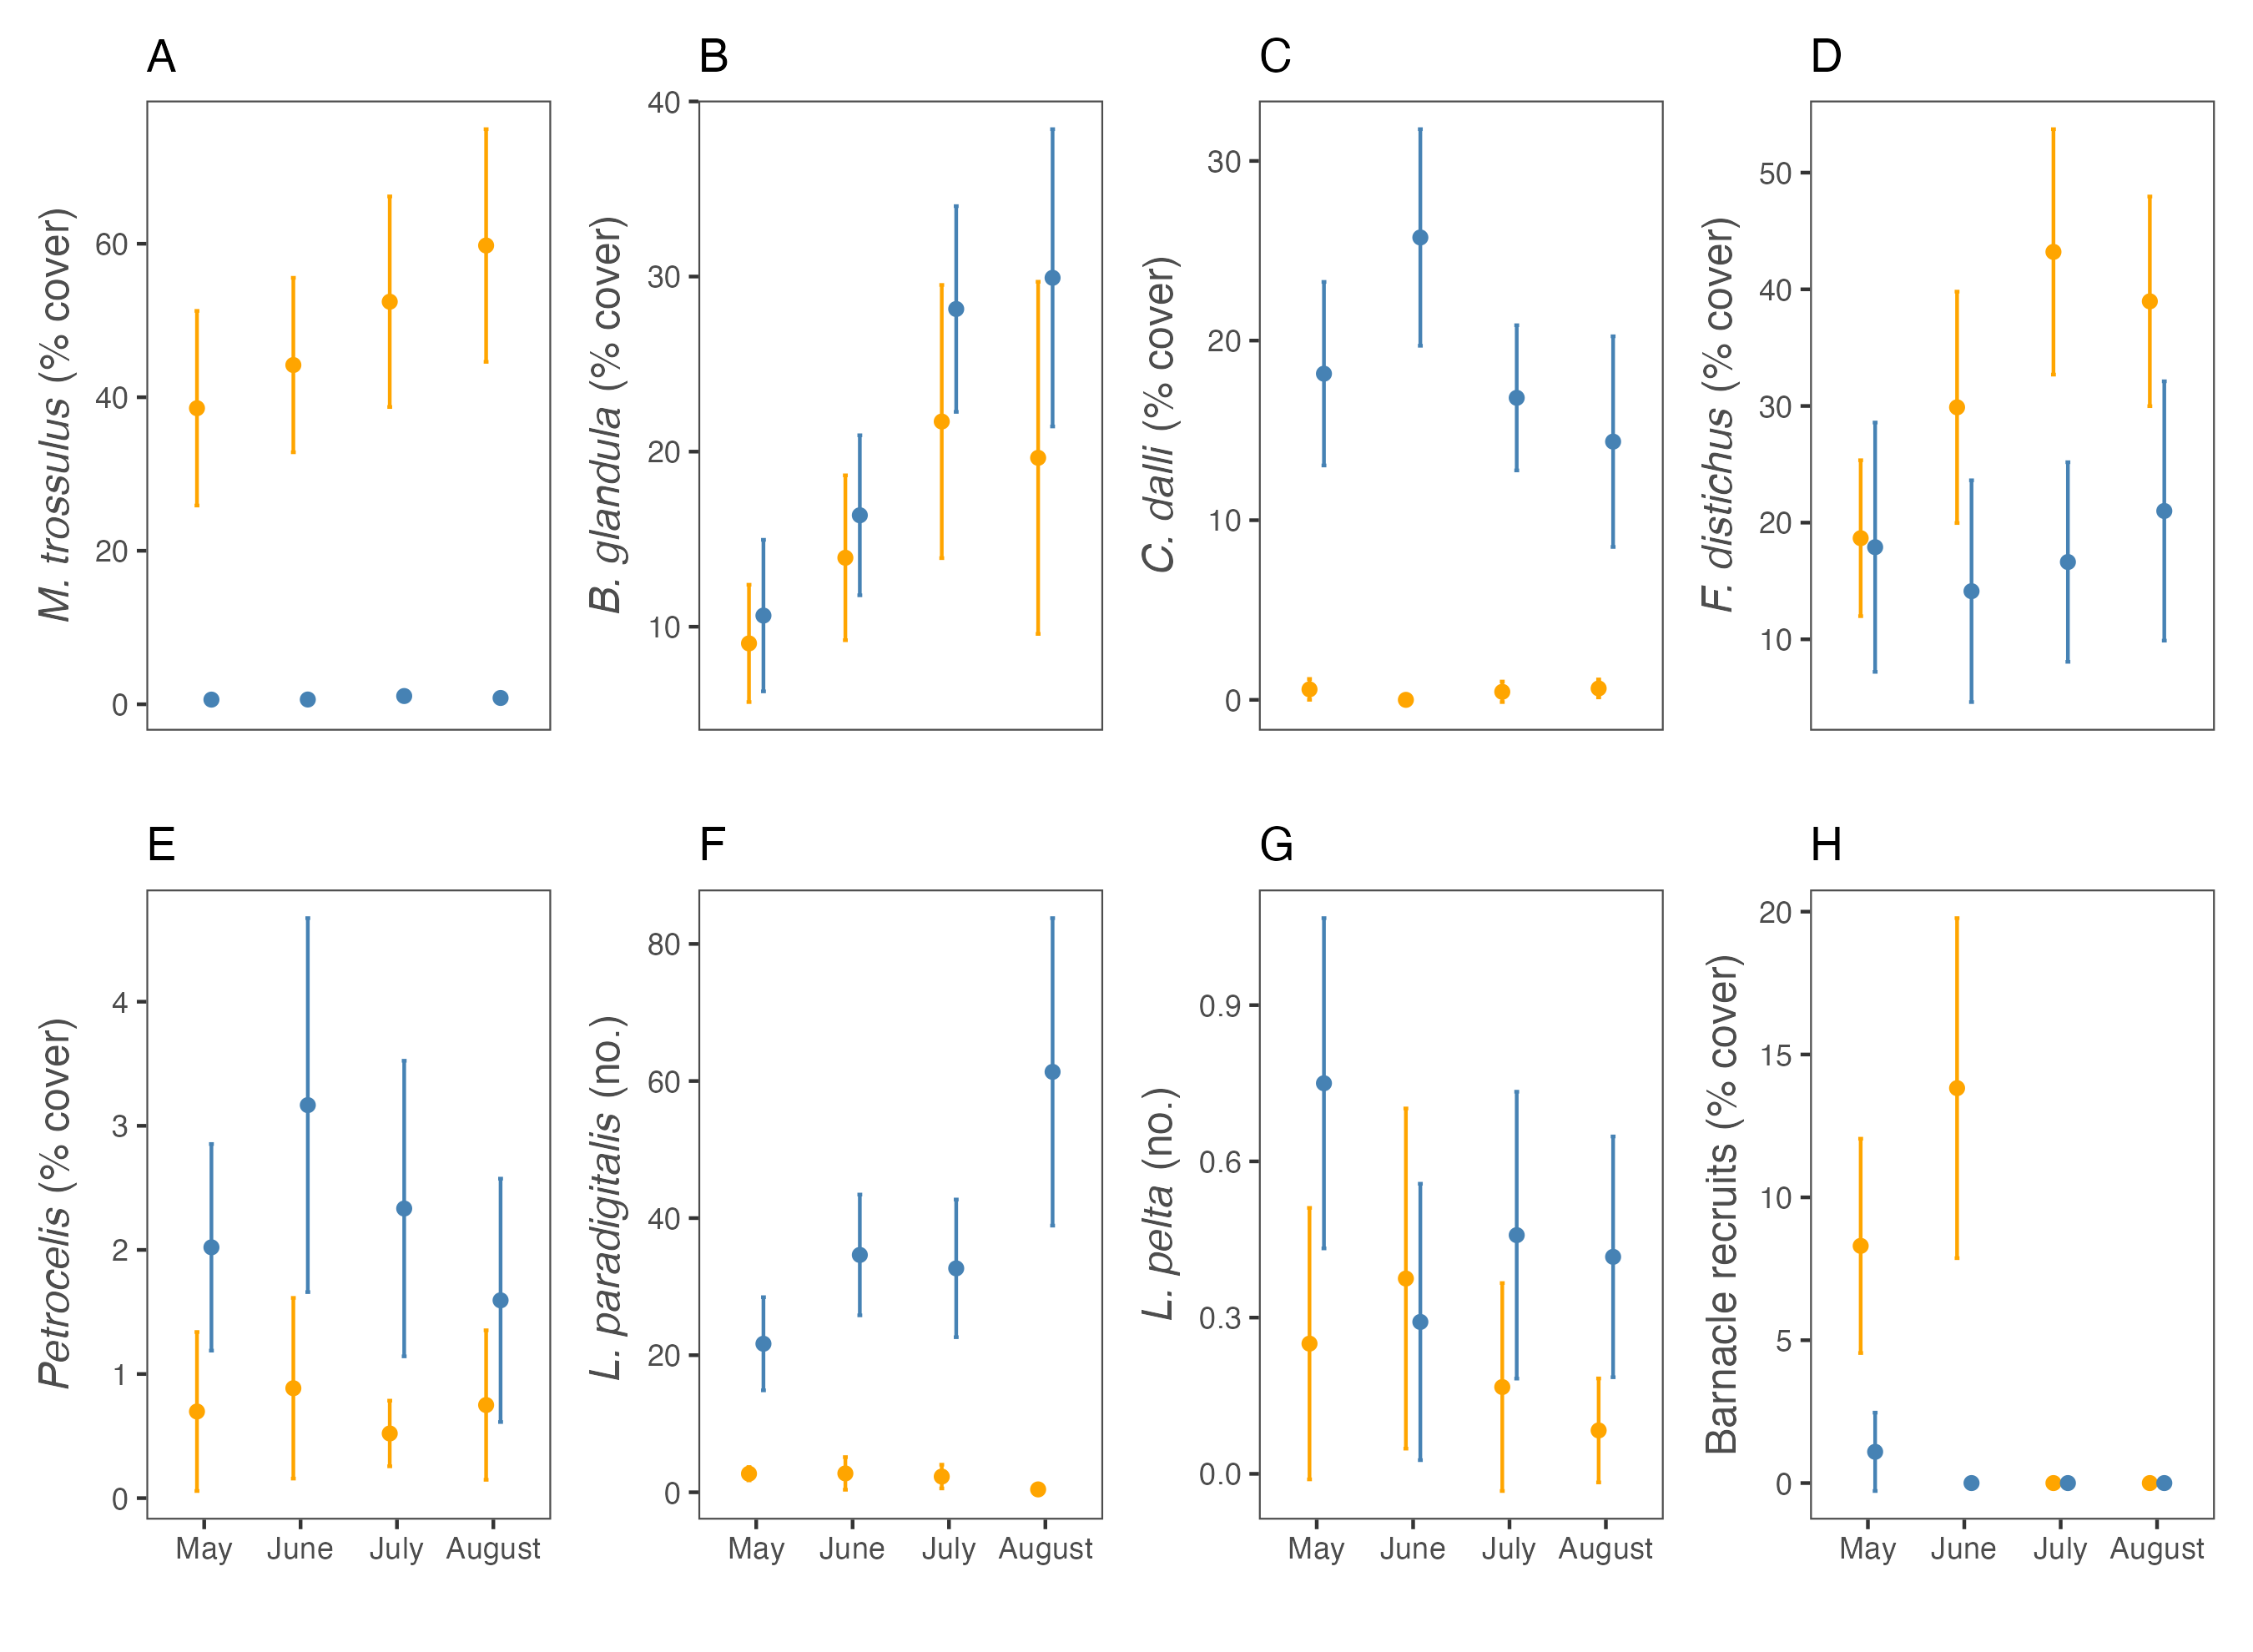 A
M. trossulus (% cover)
60
40
20
0
B
B. glandula (% cover)
40
30
20
10
C
C. dalli (% cover)
30
20
10
0
D
F. distichus (% cover)
50
40
30
20
10
E
Petrocelis (% cover)
4
3
2
1
0
May June July August
F
L. paradigitalis (no.)
80
60
40
20
0
May June July August
G
L. pelta (no.)
0.9
0.6
0.3
0.0
May June July August
H
Barnacle recruits (% cover)
20
15
10
5
0
May June July August